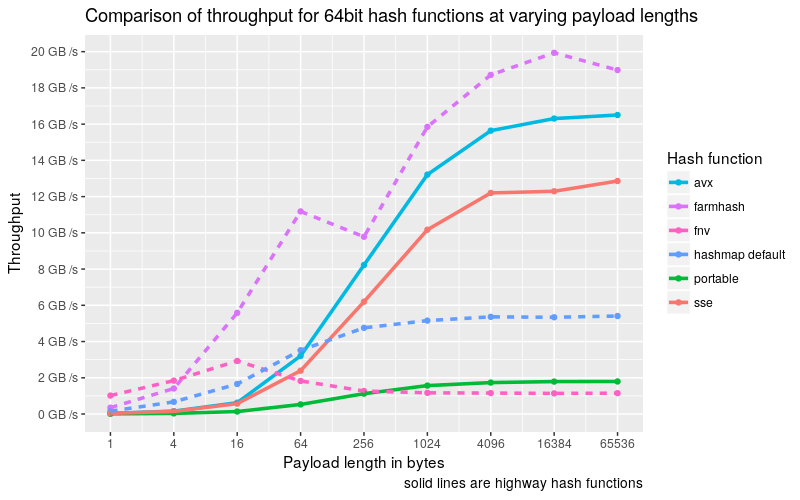 Comparison of throughput for 64bit hash functions at varying payload lengths
20 GB /s
18 GB /s
16 GB /s
14 GB /s
12 GB /s
10 GB /s
8 GB /s
6 GB /s
4 GB /s
2 GB /s
0 GB /s
Throughput
1 4 16 64 256 1024 4096 16384 65536
Payload length in bytes
solid lines are highway hash functions
Hash function
avx
farmhash
fnv
hashmap default
portable
sse